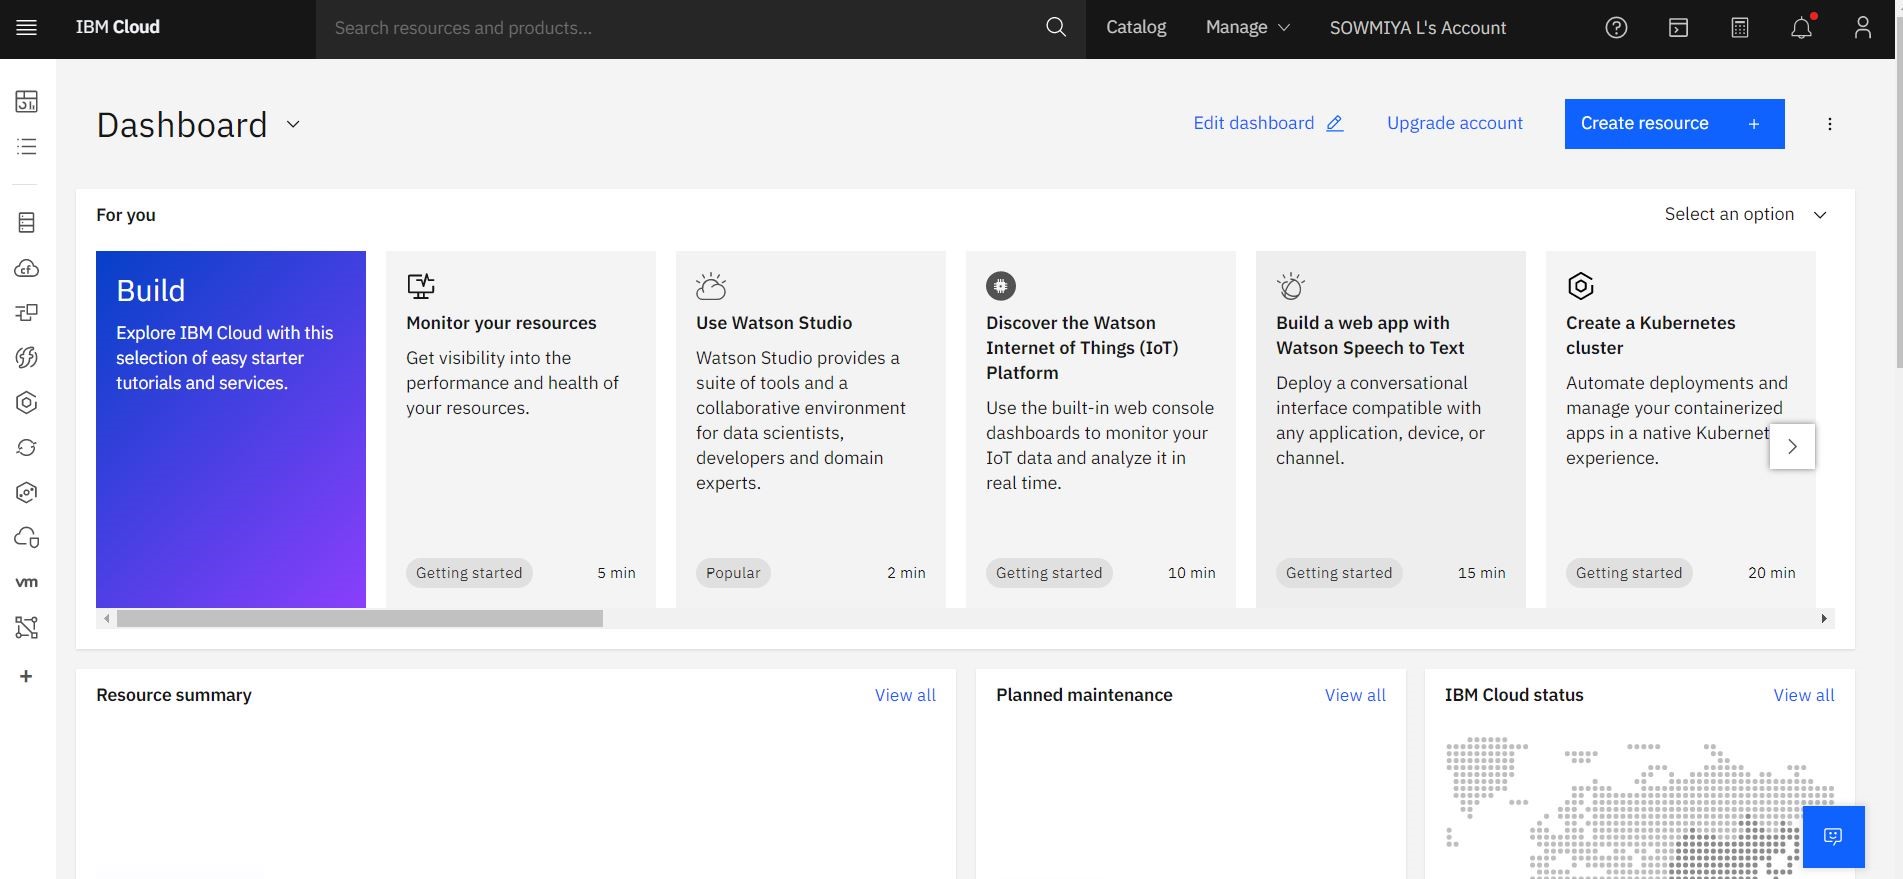 IBM Cloud
Search resources and products...
Catalog
Manage
SOWMIYA L's Account
Dashboard
Edit dashboard
Upgrade account
Create resource +
For you
Select an option
Build
Explore IBM Cloud with this
selection of easy starter
tutorials and services.
Monitor your resources
Get visibility into the
performance and health of
your resources.
Getting started
5 min
Use Watson Studio
Watson Studio provides a
suite of tools and a
collaborative environment
for data scientists,
developers and domain
experts.
Popular
2 min
Discover the Watson
Internet of Things (IoT)
Platform
Use the built-in web console
dashboards to monitor your
IoT data and analyze it in
real time.
Getting started
10 min
Build a web app with
Watson Speech to Text
Deploy a conversational
interface compatible with
any application, device, or
channel.
Getting started
15 min
Create a Kubernetes
cluster
Automate deployments and
manage your containerized
apps in a native Kubernet
experience.
Getting started
20 min
cf
vm
+
Resource summary
View all
Planned maintenance
View all
IBM Cloud status
View all